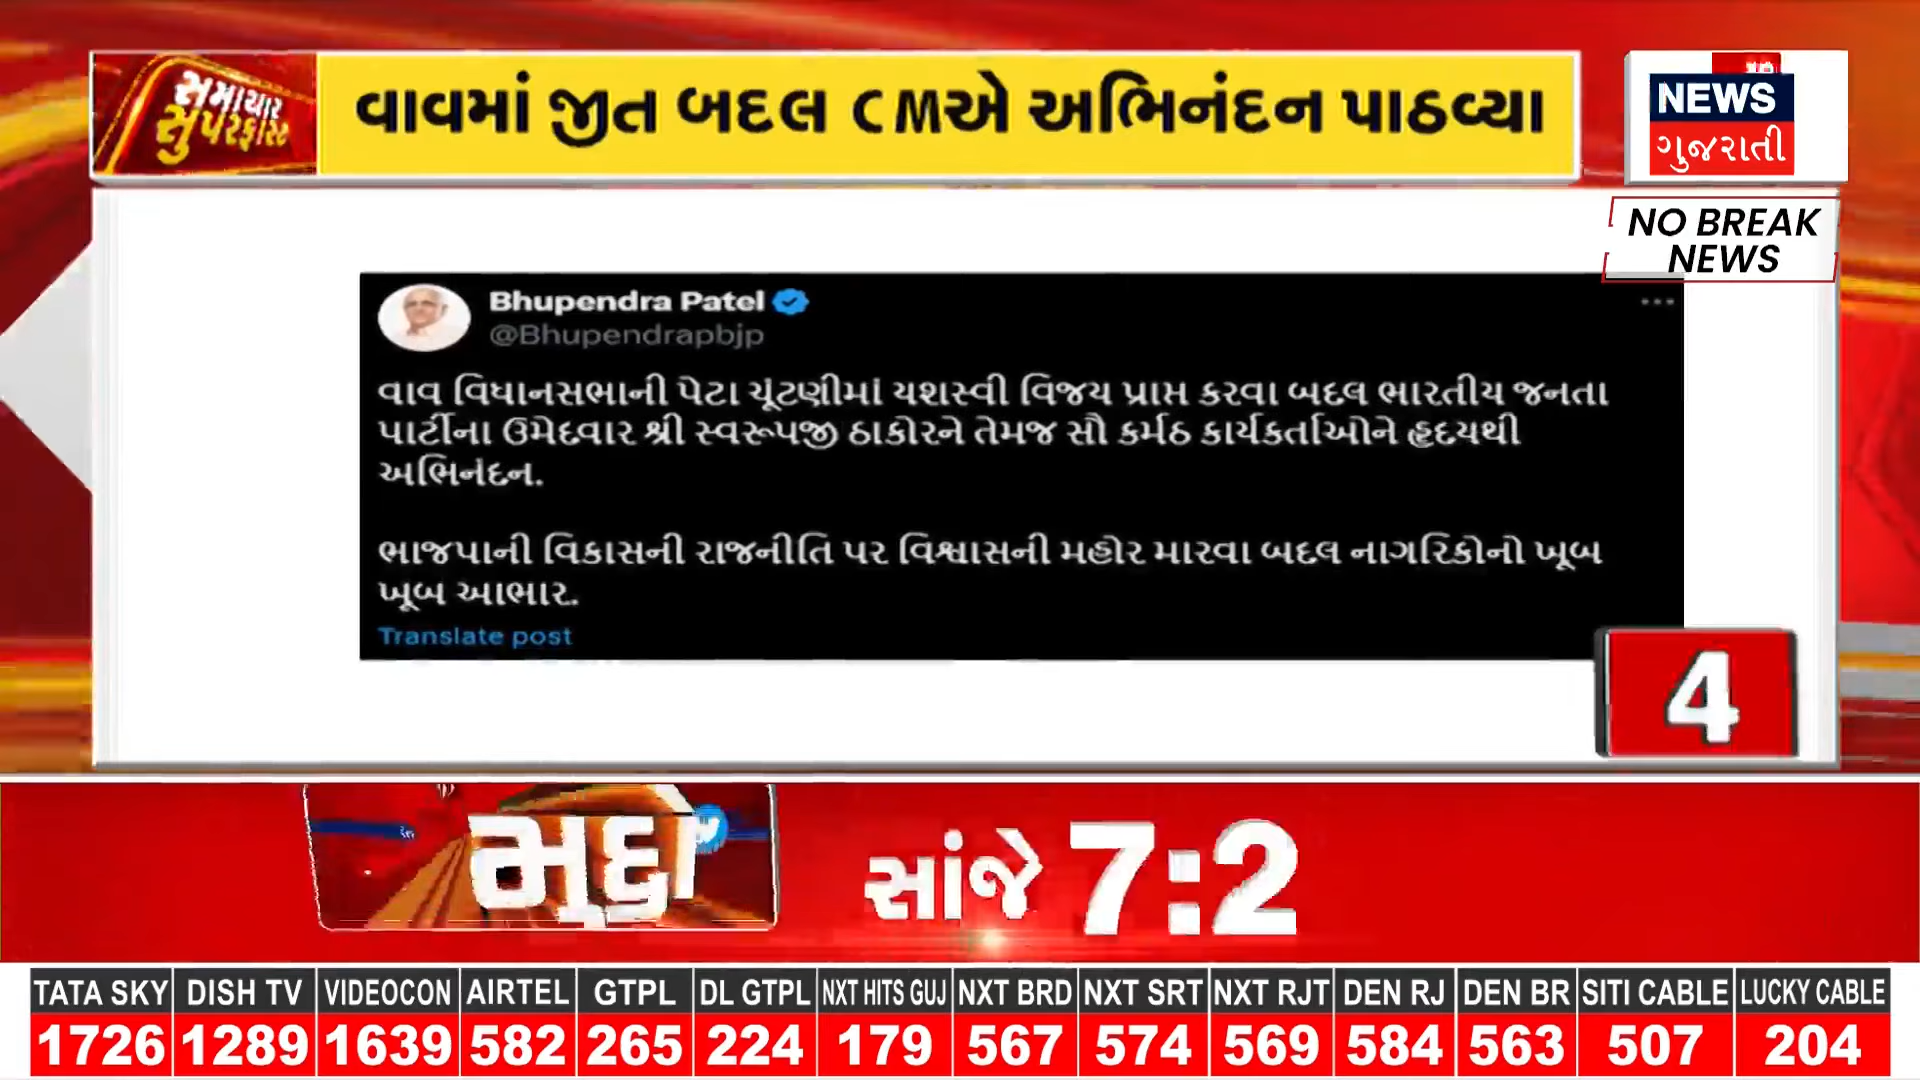 સમાચાર
સુપરફાસ્ટ
વાવમાં જીત બદલ CMએ અભિનંદન પાઠવ્યા
NEWS
ગુજરાતી
NO BREAK
NEWS
Bhupendra Patel
@Bhupendrapbjp
વાવ વિધાનસભાની પેટા ચૂંટણીમાં યશસ્વી વિજય પ્રાપ્ત કરવા બદલ ભારતીય જનતા
પાર્ટીના ઉમેદવાર શ્રી સ્વરૂપજી ઠાકોરને તેમજ સૌ કર્મઠ કાર્યકર્તાઓને હૃદયથી
અભિનંદન.
ભાજપાની વિકાસની રાજનીતિ પર વિશ્વાસની મહોર મારવા બદલ નાગરિકોનો ખૂબ
ખૂબ આભાર.
Translate post
4
મુદ્દા
સાંજે 7:2
TATA SKY DISH TV VIDEOCON AIRTEL GTPL DL GTPL NXT HITS GUJ NXT BRD NXT SRT NXT RJT DEN RJ DEN BR SITI CABLE LUCKY CABLE
1726 1289 1639 582 265 224 179 567 574 569 584 563 507 204